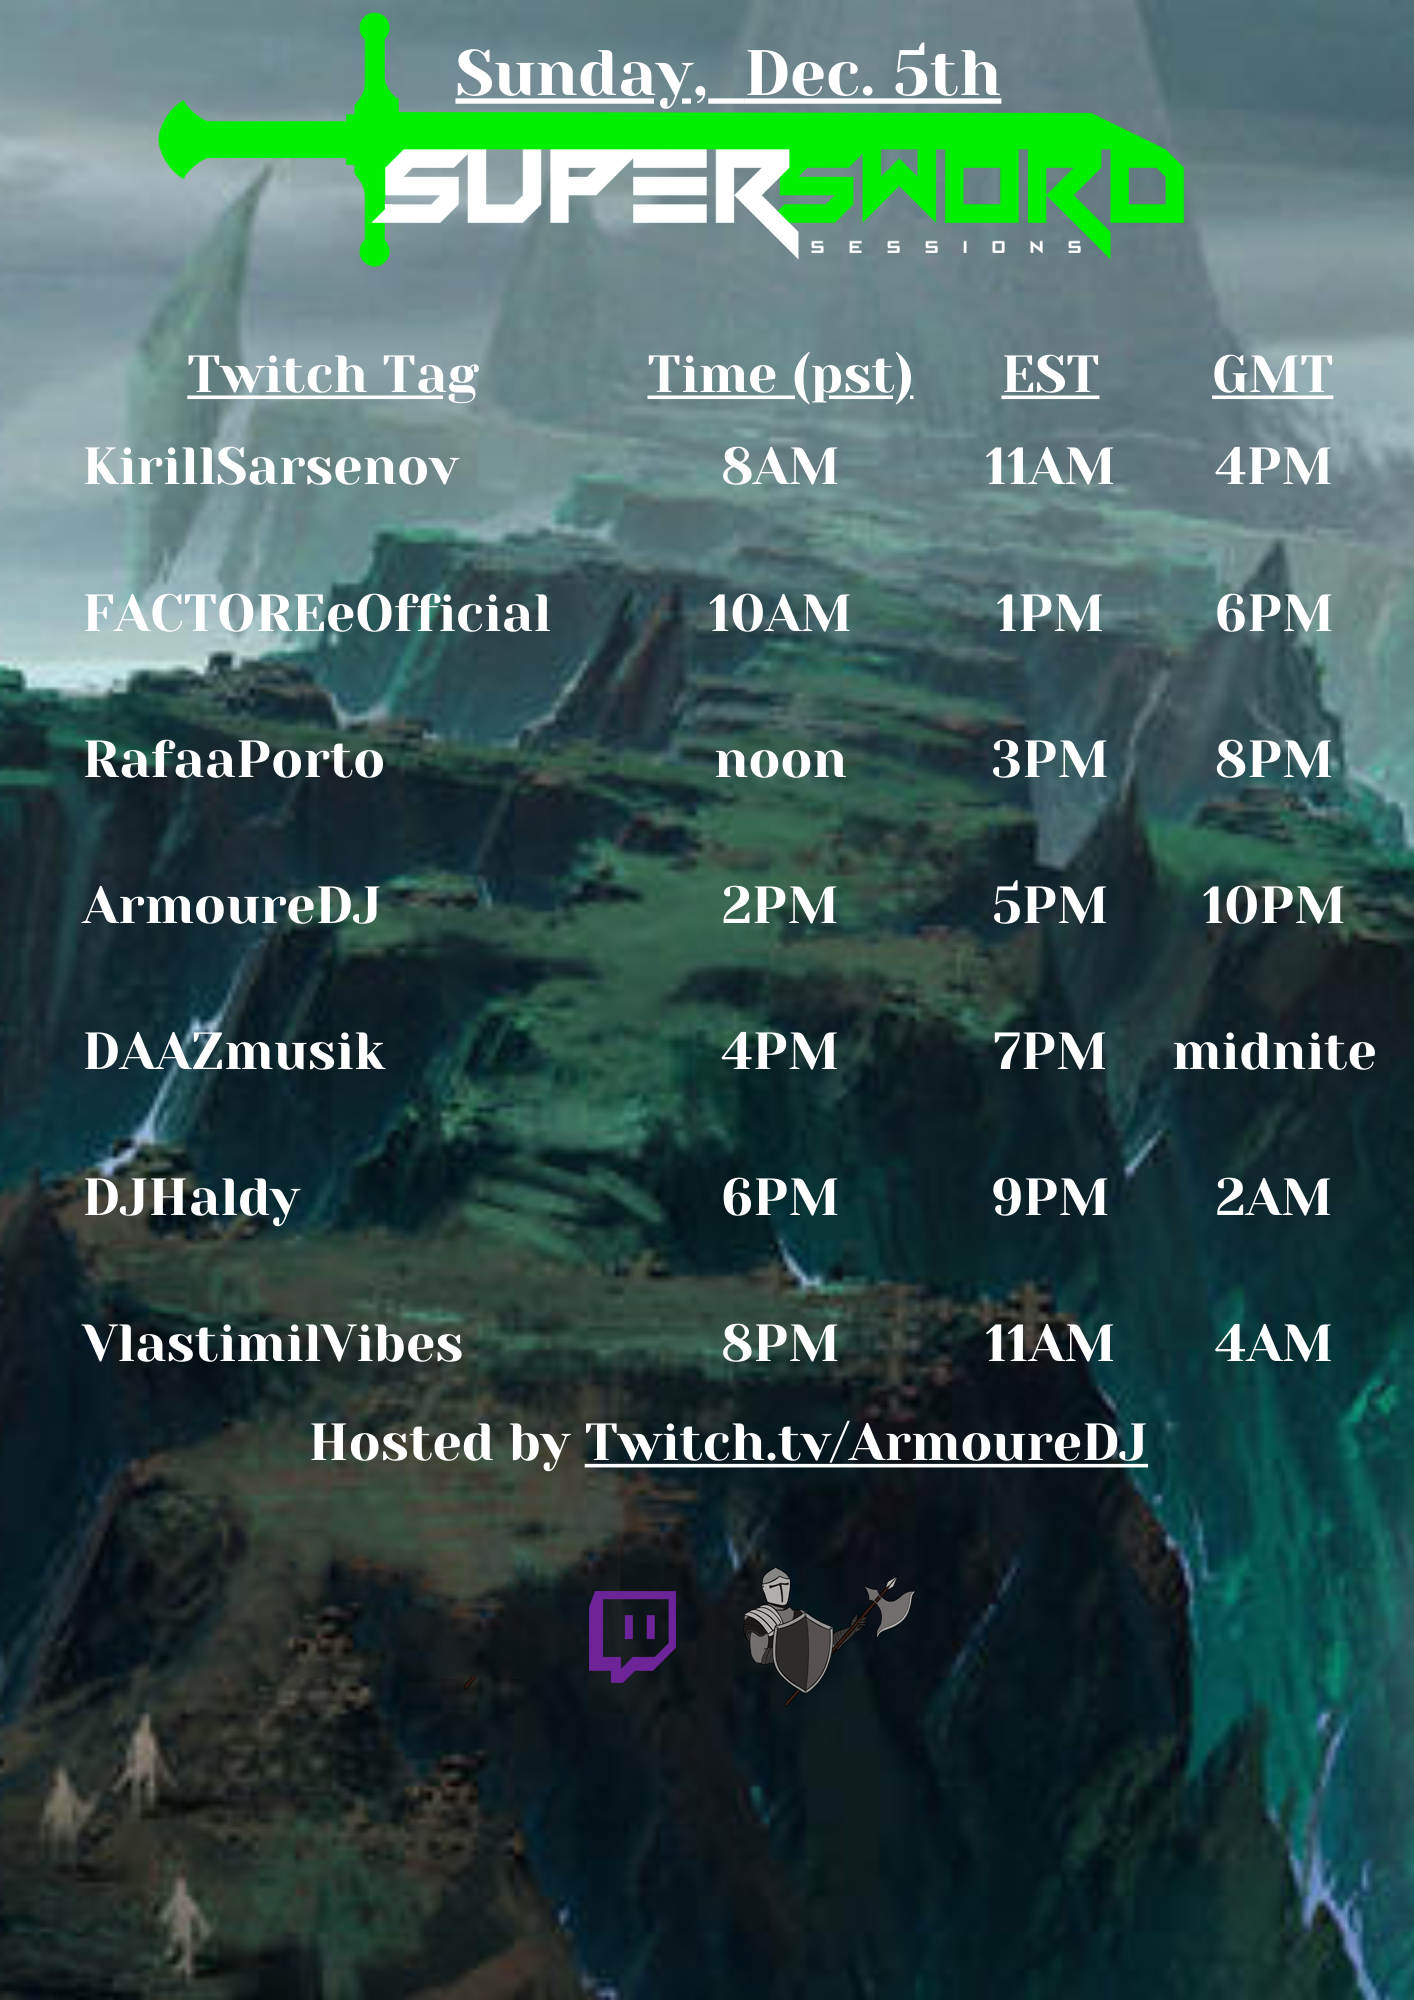 Sunday, Dec. 5th
SUPERSWORD
SESSIONS
Twitch Tag Time (pst) EST GMT
KirillSarsenov 8AM 11AM 4PM
FACTOREeOfficial 10AM 1PM 6PM
RafaaPorto noon 3PM 8PM
ArmoureDJ 2PM 5PM 10PM
DAAZmusik 4PM 7PM midnite
DJHaldy 6PM 9PM 2AM
VlastimilVibes 8PM 11AM 4AM
Hosted by Twitch.tv/ArmoureDJ